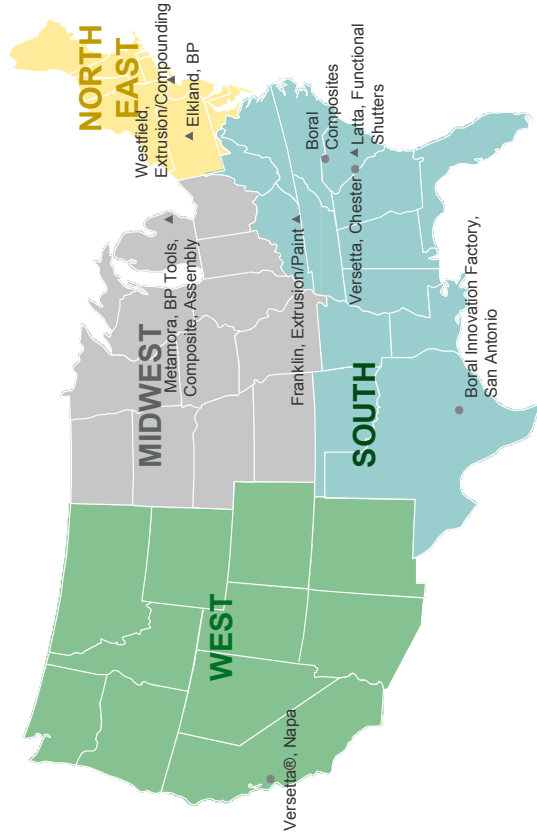 NORTH
EAST
Westfield,
Extrusion/Compounding
Elkland, BP
MIDWEST
Metamora, BP Tools,
Composite, Assembly
Boral
Composites
Latta, Functional
Shutters
Versetta, Chester
Franklin, Extrusion/Paint
SOUTH
Boral Innovation Factory,
San Antonio
WEST
Versetta®, Napa